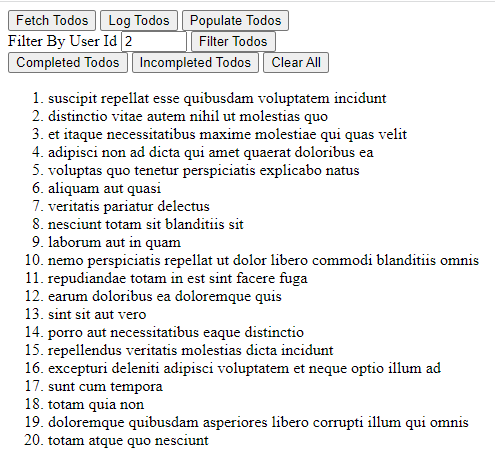 Fetch Todos Log Todos Populate Todos
Filter By User Id 2 Filter Todos
Completed Todos Incompleted Todos Clear All
1. suscipit repellat esse quibusdam voluptatem incidunt
2. distinctio vitae autem nihil ut molestias quo
3. et itaque necessitatibus maxime molestiae qui quas velit
4. adipisci non ad dicta qui amet quaerat doloribus ea
5. voluptas quo tenetur perspiciatis explicabo natus
6. aliquam aut quasi
7. veritatis pariatur delectus
8. nesciunt totam sit blanditiis sit
9. laborum aut in quam
10. nemo perspiciatis repellat ut dolor libero commodi blanditiis omnis
11. repudiandae totam in est sint facere fuga
12. earum doloribus ea doloremque quis
13. sint sit aut vero
14. porro aut necessitatibus eaque distinctio
15. repellendus veritatis molestias dicta incidunt
16. excepturi deleniti adipisci voluptatem et neque optio illum ad
17. sunt cum tempora
18. totam quia non
19. doloremque quibusdam asperiores libero corrupti illum qui omnis
20. totam atque quo nesciunt